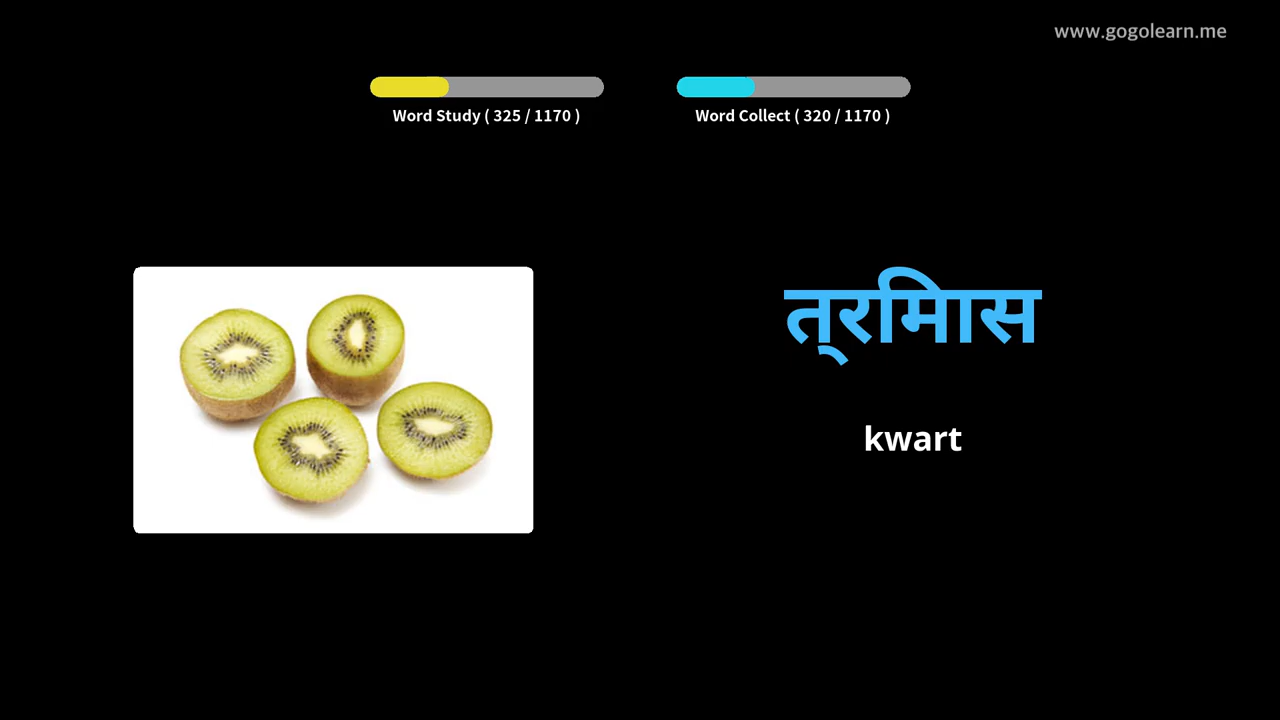 www.gogolearn.me
Word Study ( 325 / 1170 )
Word Collect ( 320 / 1170 )
त्रमिास
kwart